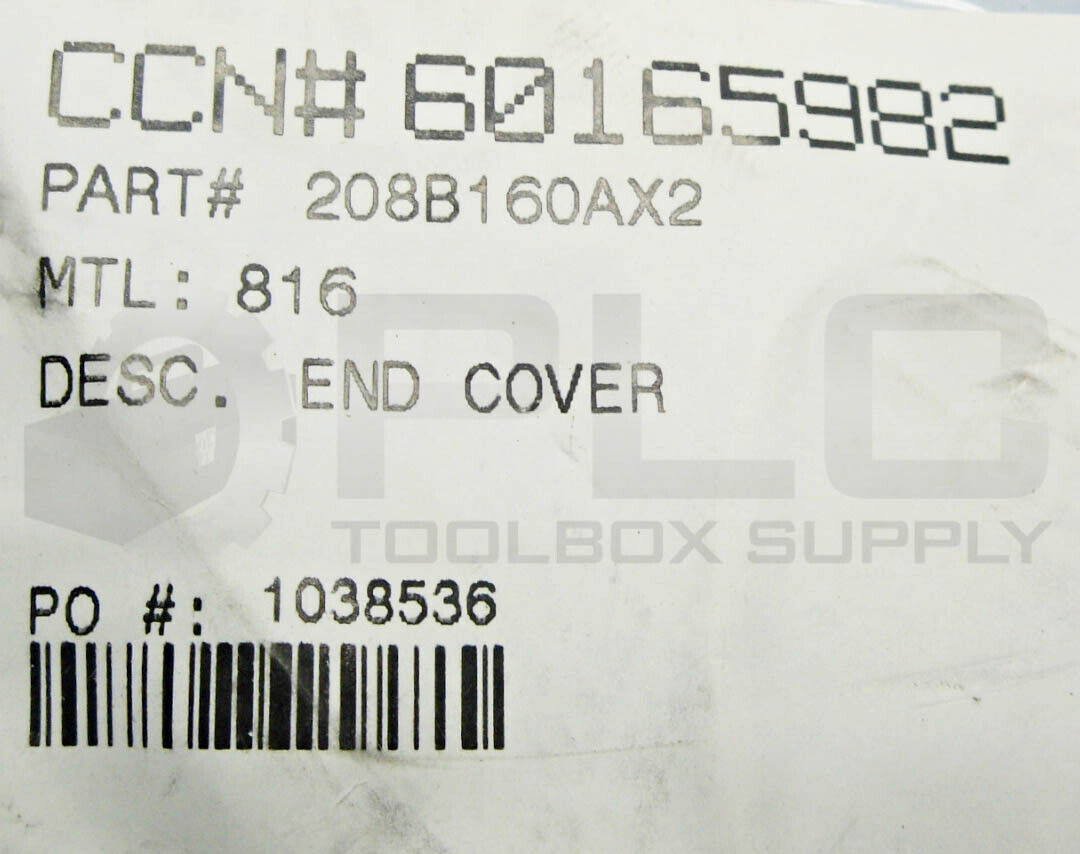 CCN# 60165982
PART# 208B160AX2
MTL: 816
DESC. END COVER
PLC
TOOLBOX SUPPLY
PO #: 1038536